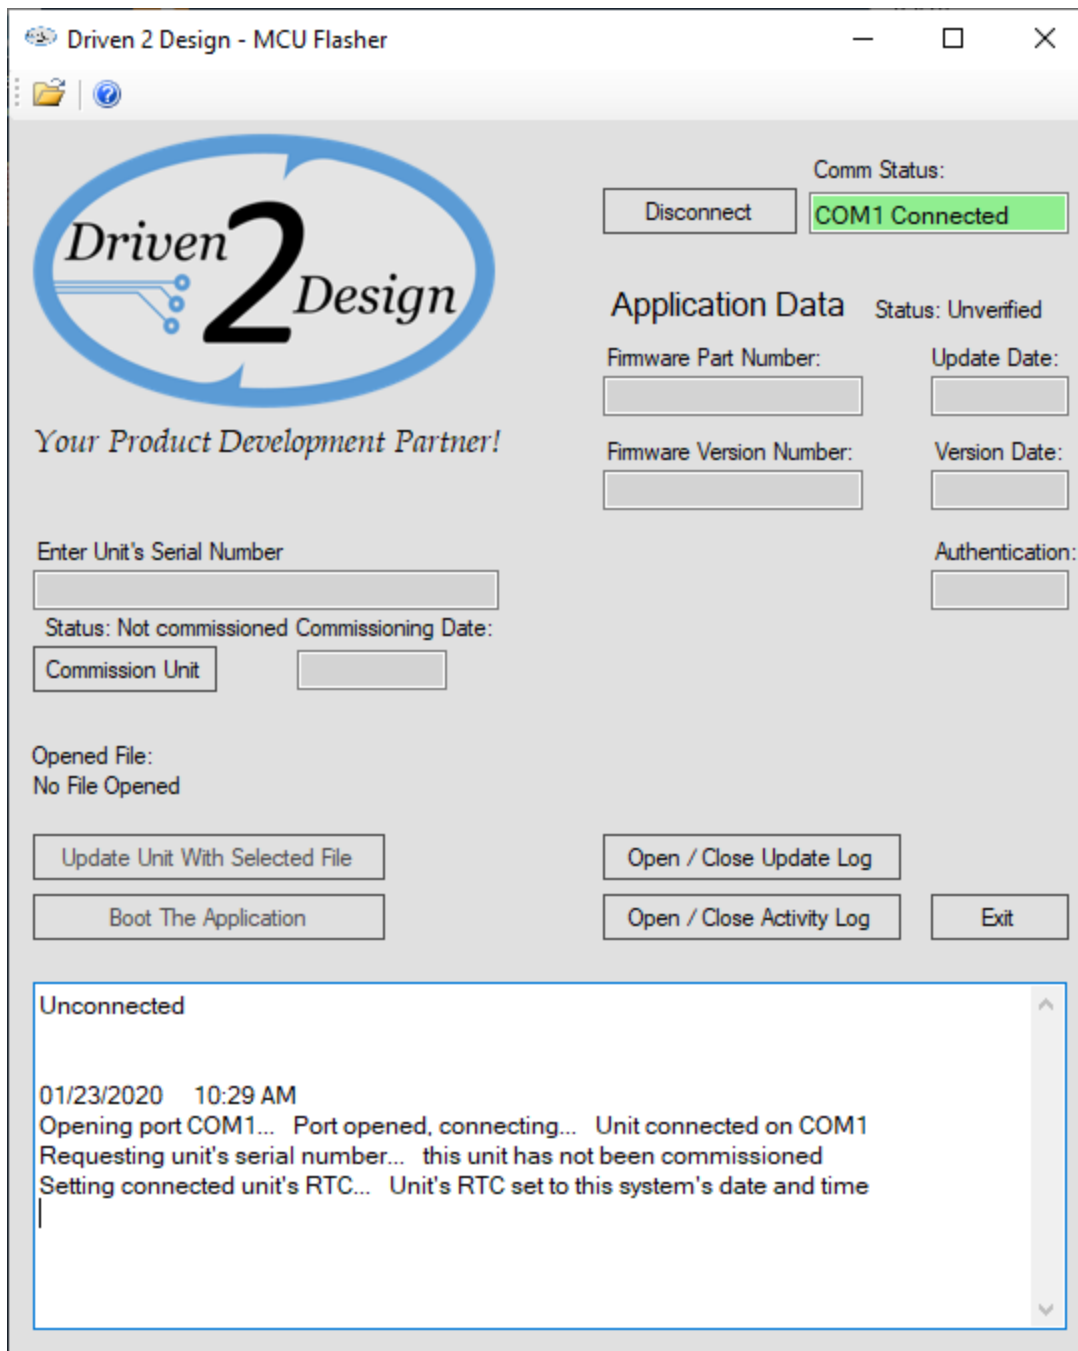 Driven 2 Design - MCU Flasher
Driven 2 Design
Your Product Development Partner!
Comm Status:
Disconnect
COM1 Connected
Application Data
Status: Unverified
Firmware Part Number:
Update Date:
Firmware Version Number:
Version Date:
Enter Unit's Serial Number
Authentication:
Status: Not commissioned
Commissioning Date:
Commission Unit
Opened File:
No File Opened
Update Unit With Selected File
Open / Close Update Log
Boot The Application
Open / Close Activity Log
Exit
Unconnected
01/23/2020 10:29 AM
Opening port COM1... Port opened, connecting... Unit connected on COM1
Requesting unit's serial number... this unit has not been commissioned
Setting connected unit's RTC... Unit's RTC set to this system's date and time